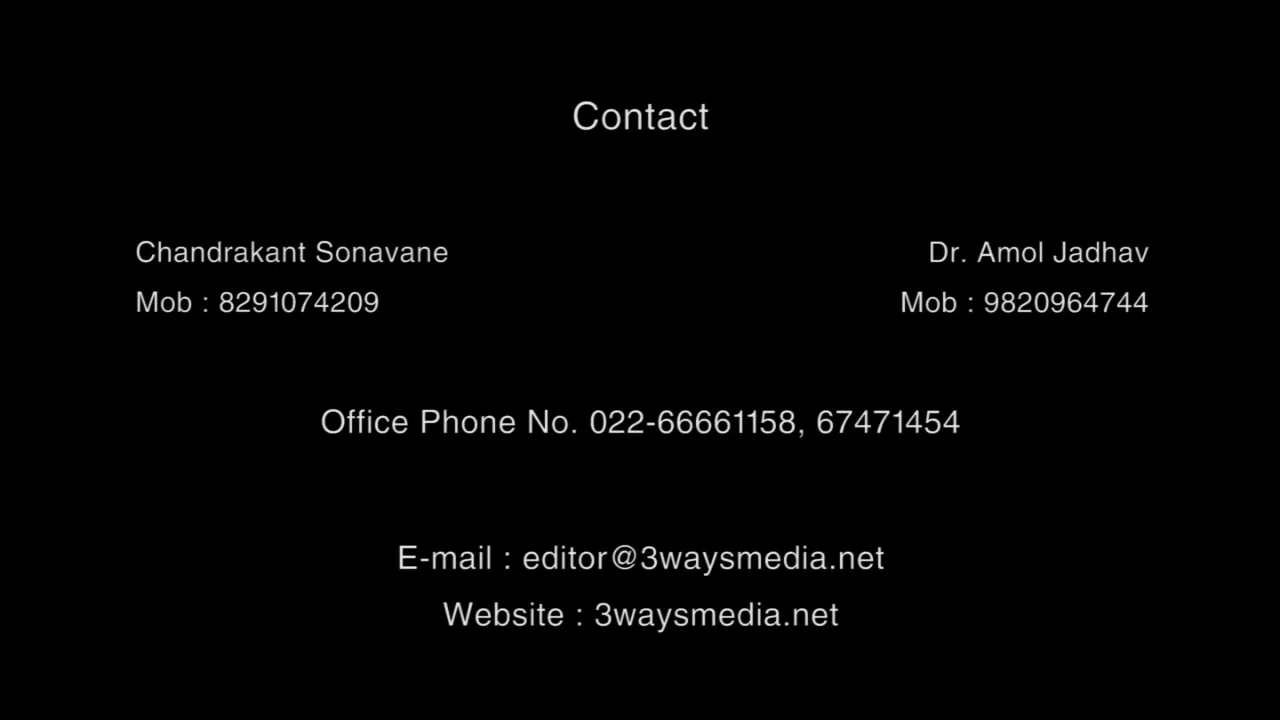 Contact
Chandrakant Sonavane
Mob : 8291074209
Dr. Amol Jadhav
Mob : 9820964744
Office Phone No. 022-66661158, 67471454
E-mail : editor@3waysmedia.net
Website : 3waysmedia.net